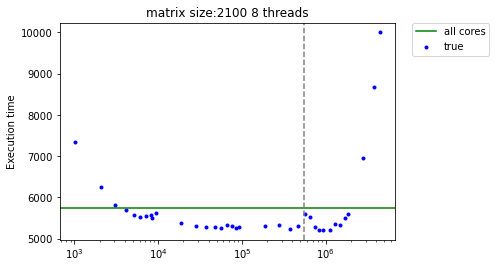 matrix size:2100 8 threads
all cores
true
Execution time
10000
9000
8000
7000
6000
5000
10³
10⁴
10⁵
10⁶